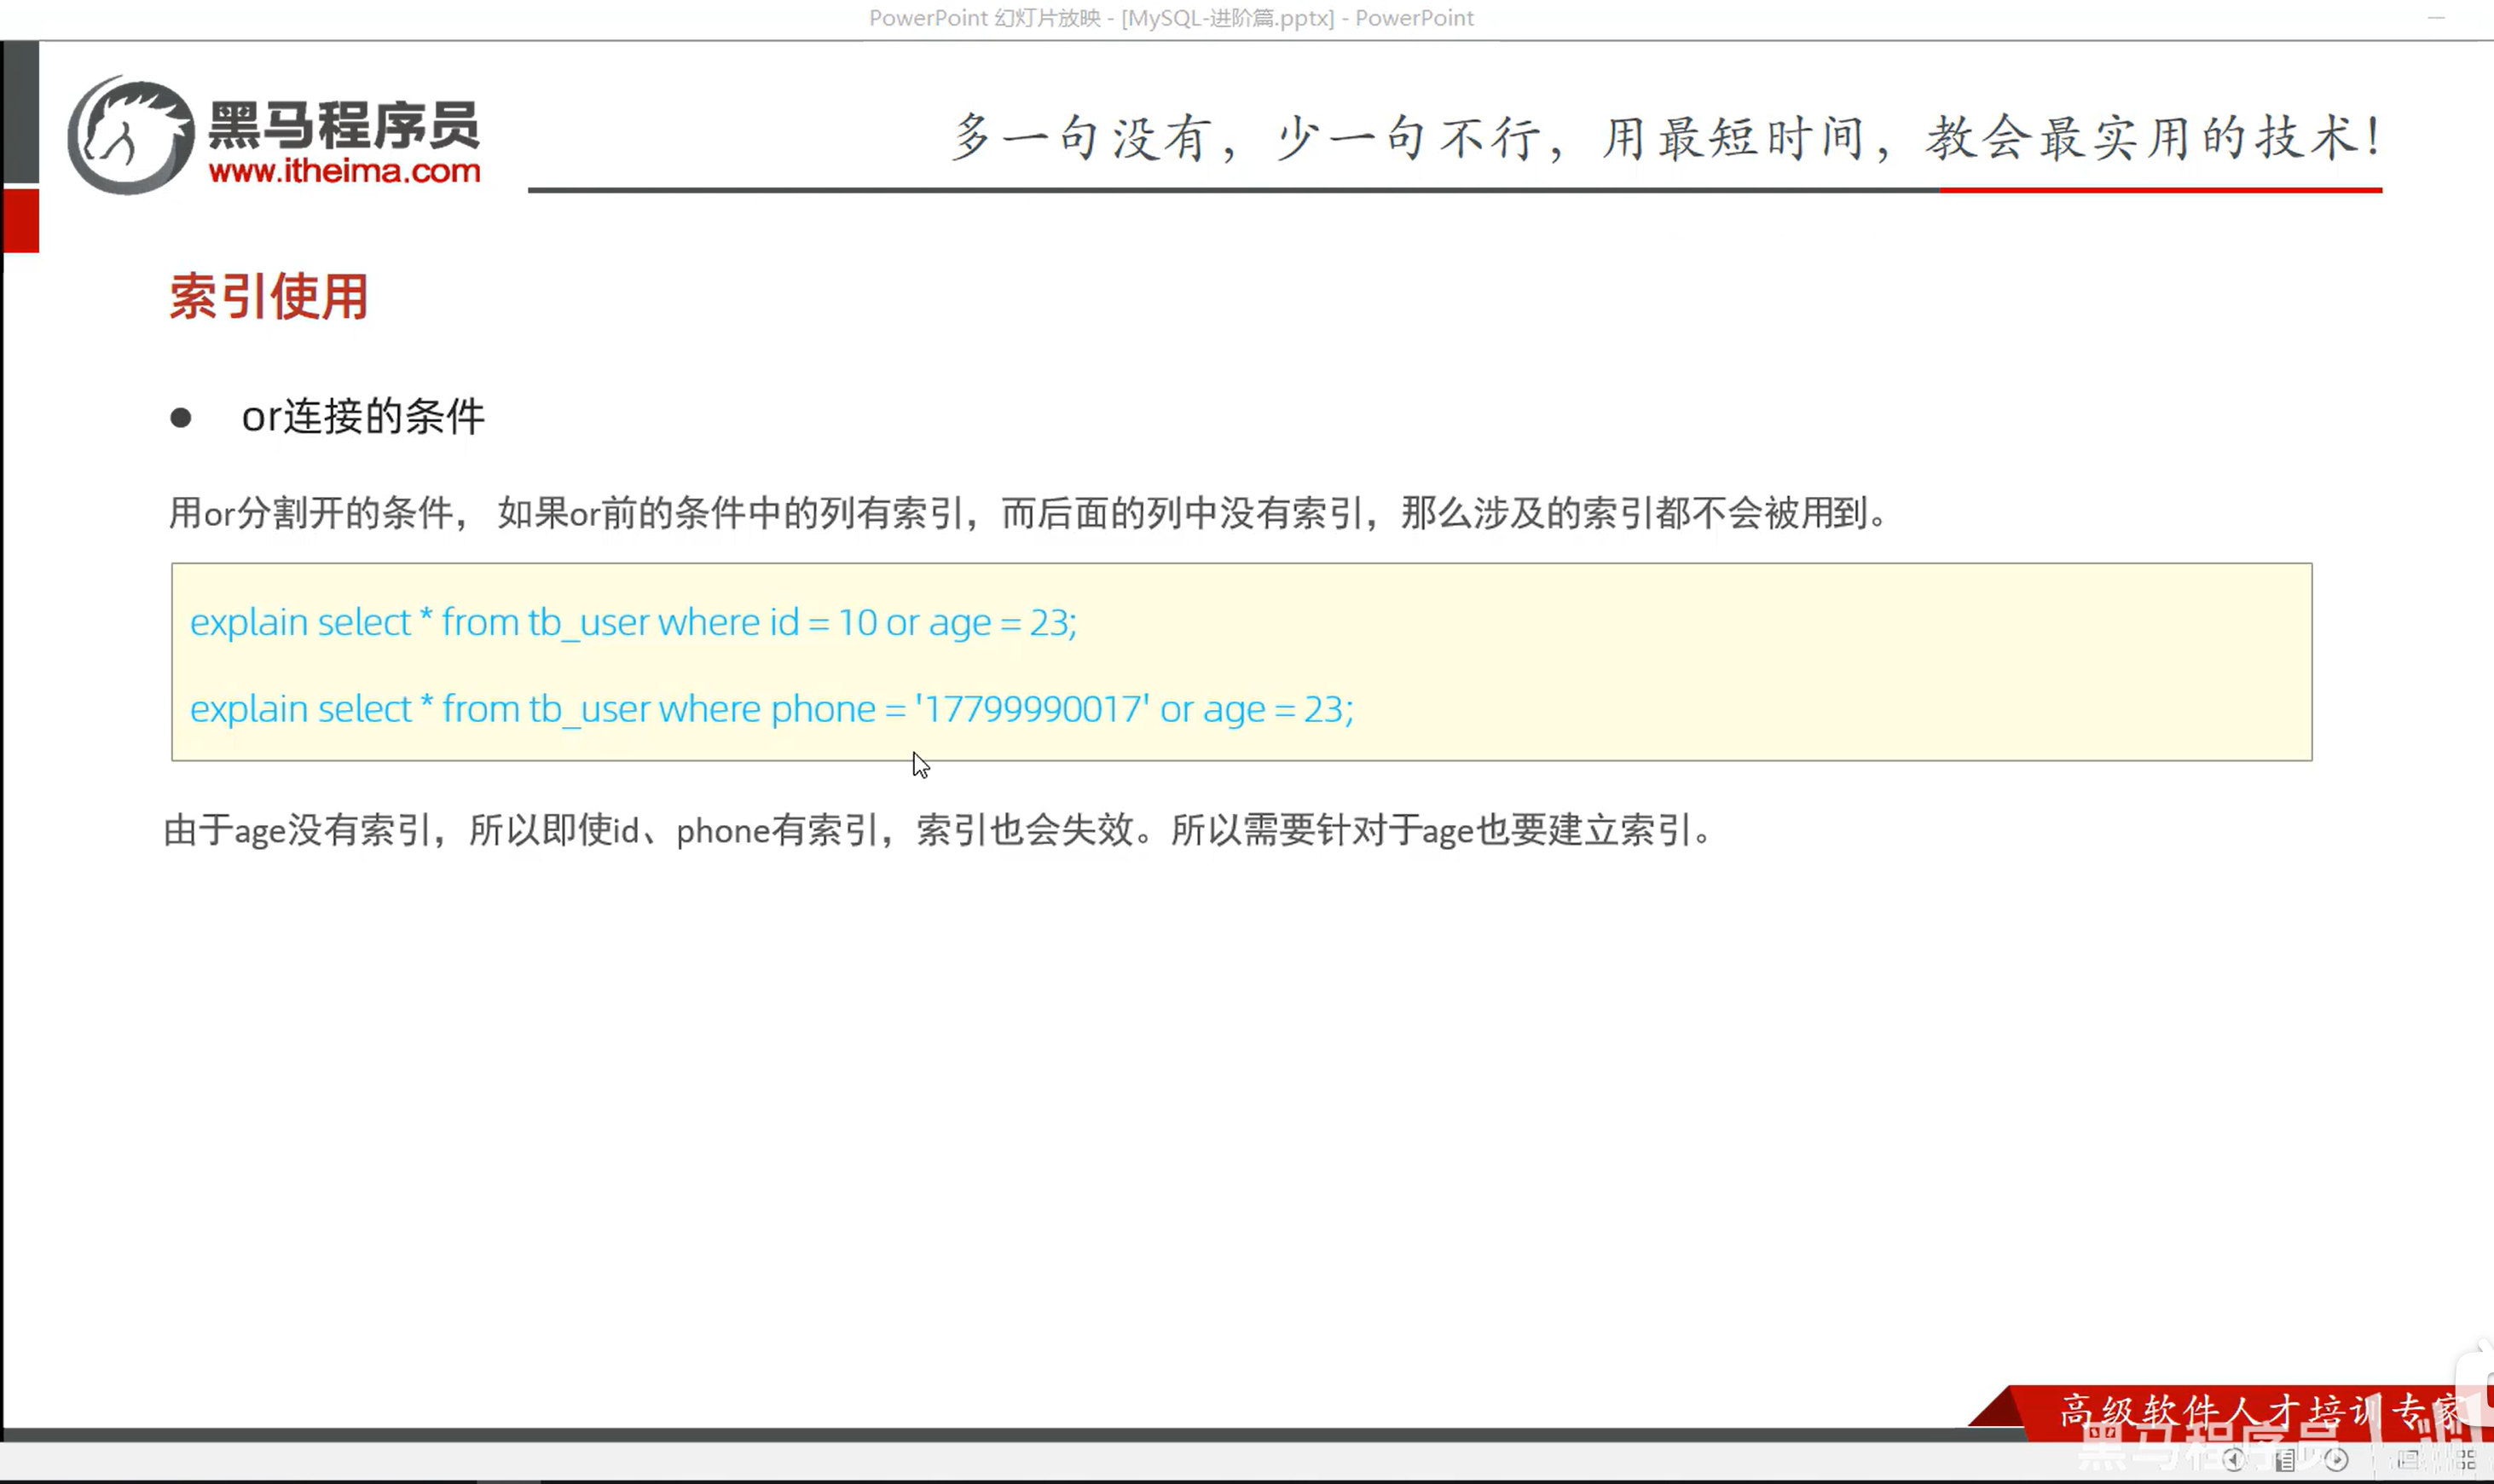 PowerPoint 幻灯片放映 - [MySQL-进阶篇.pptx] - PowerPoint
黑马程序员
www.itheima.com
多一句没有，少一句不行，用最短时间，教会最实用的技术！
索引使用
● or连接的条件
用or分割开的条件， 如果or前的条件中的列有索引，而后面的列中没有索引，那么涉及的索引都不会被用到。
explain select * from tb_user where id = 10 or age = 23;
explain select * from tb_user where phone = '17799990017' or age = 23;
由于age没有索引，所以即使id、phone有索引，索引也会失效。所以需要针对于age也要建立索引。
高级软件人才培训专家
黑马程序员